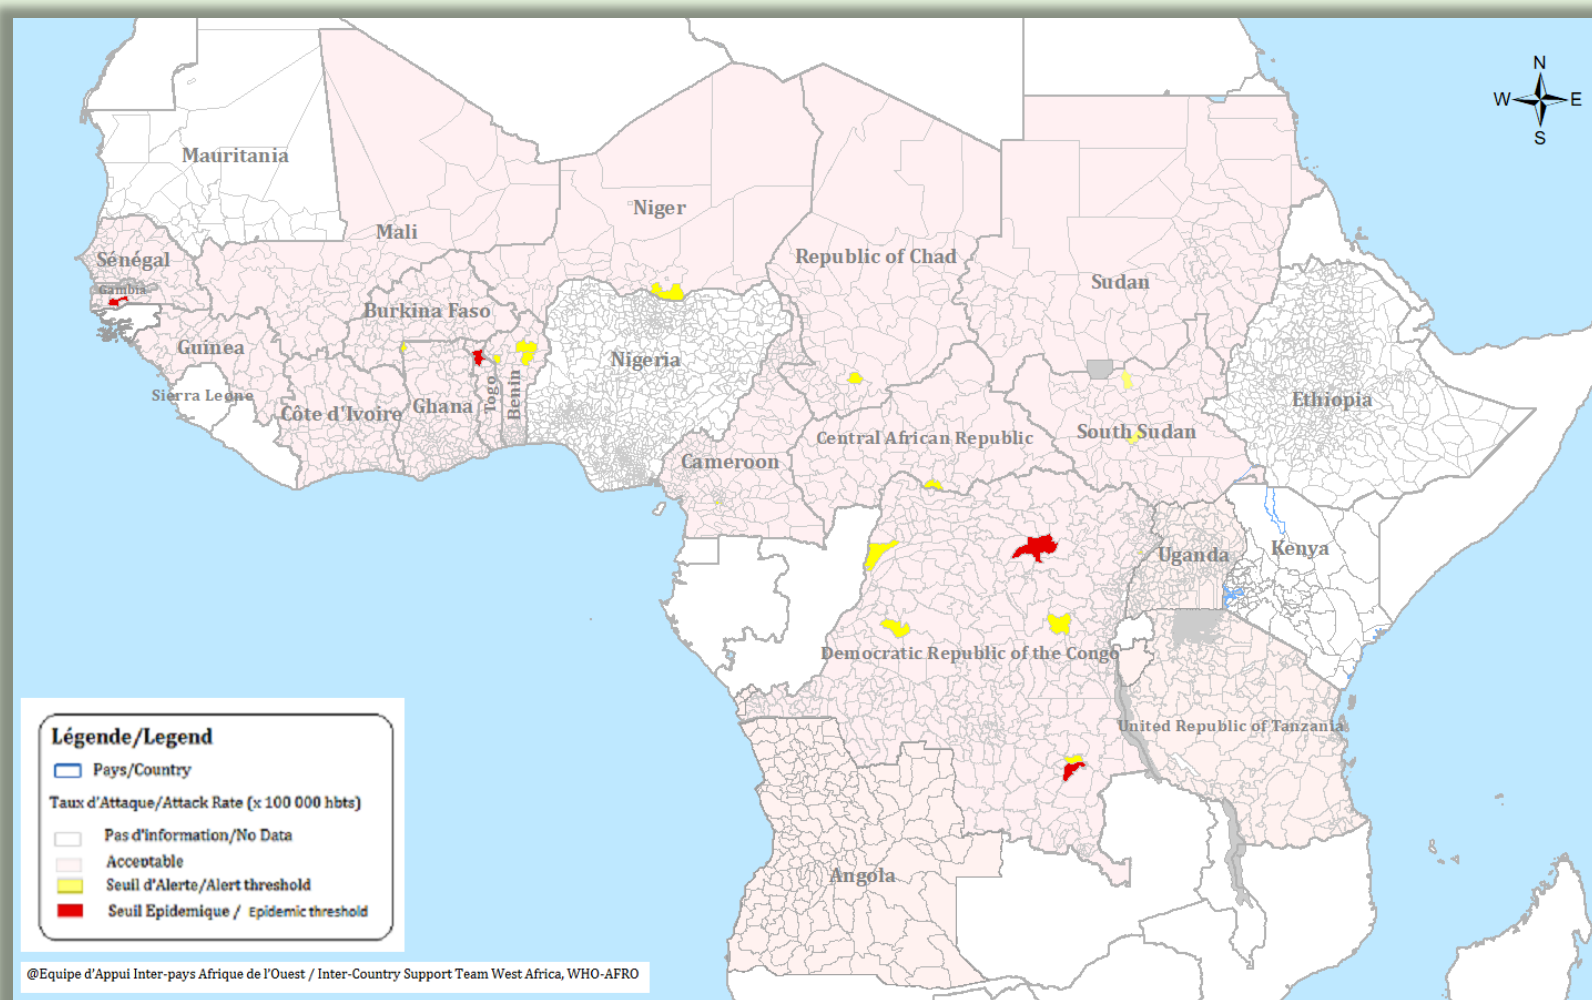 N
W E
S
Mauritania
Niger
Mali
Republic of Chad
Sénégal
Sudan
Gambia
Burkina Faso
Guinea
Nigeria
Sierra Leone
Côte d'Ivoire
Ghana
Togo
Benin
Ethiopia
Central African Republic
South Sudan
Cameroon
Uganda
Kenya
Democratic Republic of the Congo
United Republic of Tanzania
Angola
Légende/Legend
Pays/Country
Taux d'Attaque/Attack Rate (x 100 000 hbts)
Pas d'information/No Data
Acceptable
Seuil d'Alerte/Alert threshold
Seuil Epidemique / Epidemic threshold
@Equipe d'Appui Inter-pays Afrique de l'Ouest / Inter-Country Support Team West Africa, WHO-AFRO